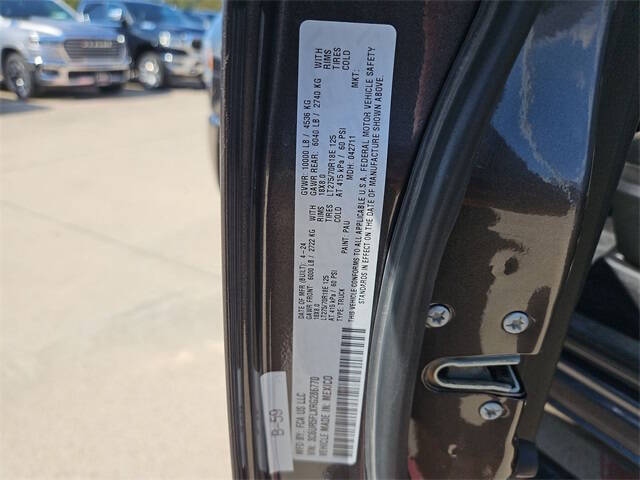 MFD. BY: FCA US LLC
DATE OF MFR (BUILT): 4-24
GVWR: 10000 LB / 4536 KG
GAWR FRONT: 6000 LB / 2722 KG
WITH
18X8.0
RIMS
LT275/70R18E 125
TIRES
AT 415 kPa / 60 PSI
COLD
GAWR REAR: 6040 LB / 2740 KG
WITH
18X8.0
RIMS
LT275/70R18E 125
TIRES
AT 415 kPa / 60 PSI
COLD
VIN: 3C6UR5FLXRG286770
TYPE: TRUCK
PAINT: PAU
MDH: 042711
MKT:
VEHICLE MADE IN: MEXICO
THIS VEHICLE CONFORMS TO ALL APPLICABLE U.S.A. FEDERAL MOTOR VEHICLE SAFETY
STANDARDS IN EFFECT ON THE DATE OF MANUFACTURE SHOWN ABOVE.
B-59